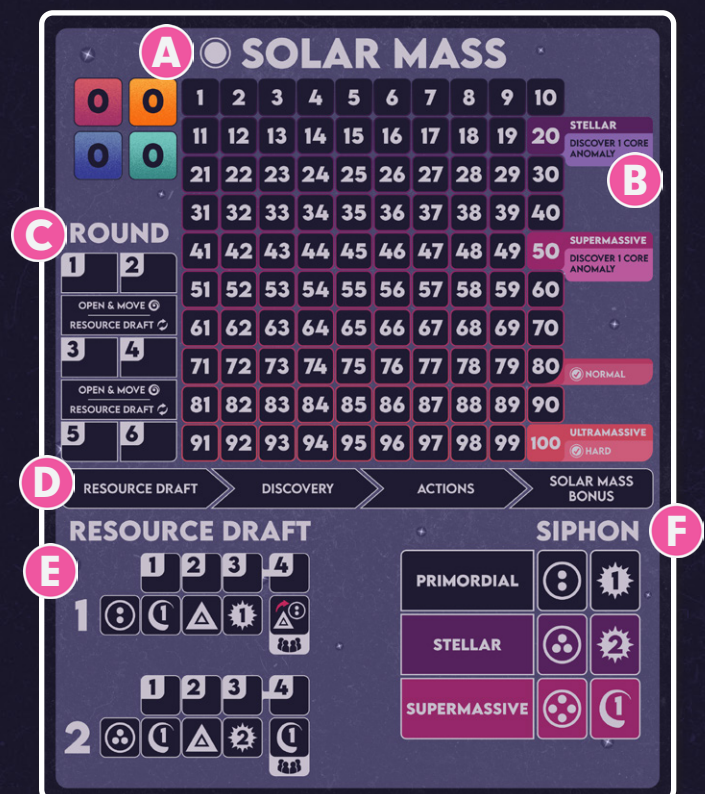 A SOLAR MASS
0 0
0 0
1 2 3 4 5 6 7 8 9 10
11 12 13 14 15 16 17 18 19 20
21 22 23 24 25 26 27 28 29 30
31 32 33 34 35 36 37 38 39 40
41 42 43 44 45 46 47 48 49 50
51 52 53 54 55 56 57 58 59 60
61 62 63 64 65 66 67 68 69 70
71 72 73 74 75 76 77 78 79 80
81 82 83 84 85 86 87 88 89 90
91 92 93 94 95 96 97 98 99 100
STELLAR
DISCOVER 1 CORE
ANOMALY
B
SUPERMASSIVE
DISCOVER 1 CORE
ANOMALY
NORMAL
ULTRAMASSIVE
HARD
C
ROUND
1 2
OPEN & MOVE
RESOURCE DRAFT
3 4
OPEN & MOVE
RESOURCE DRAFT
5 6
D RESOURCE DRAFT DISCOVERY ACTIONS SOLAR MASS
BONUS
RESOURCE DRAFT
E
1 2 3 4
1 1 1
1 2 3 4
2 1 2 1
SIPHON F
PRIMORDIAL 1
STELLAR 2
SUPERMASSIVE 1